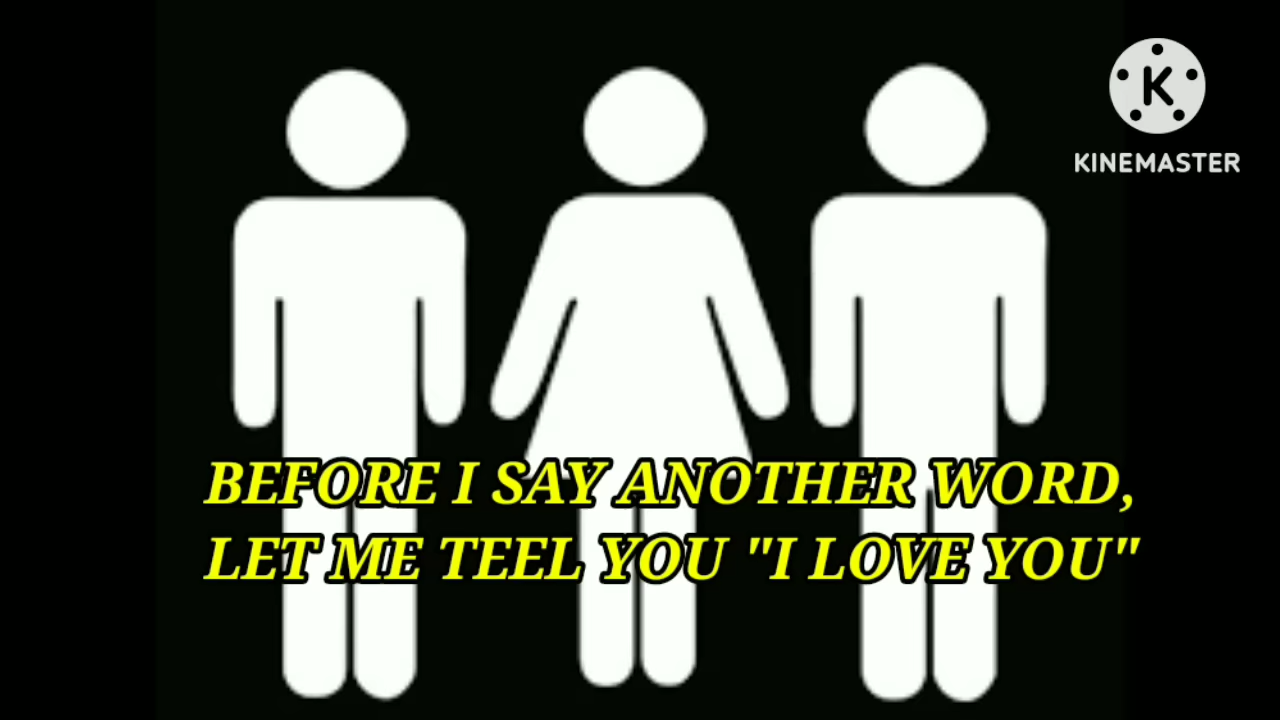 K
KINEMASTER
BEFORE I SAY ANOTHER WORD,
LET ME TEEL YOU "I LOVE YOU"